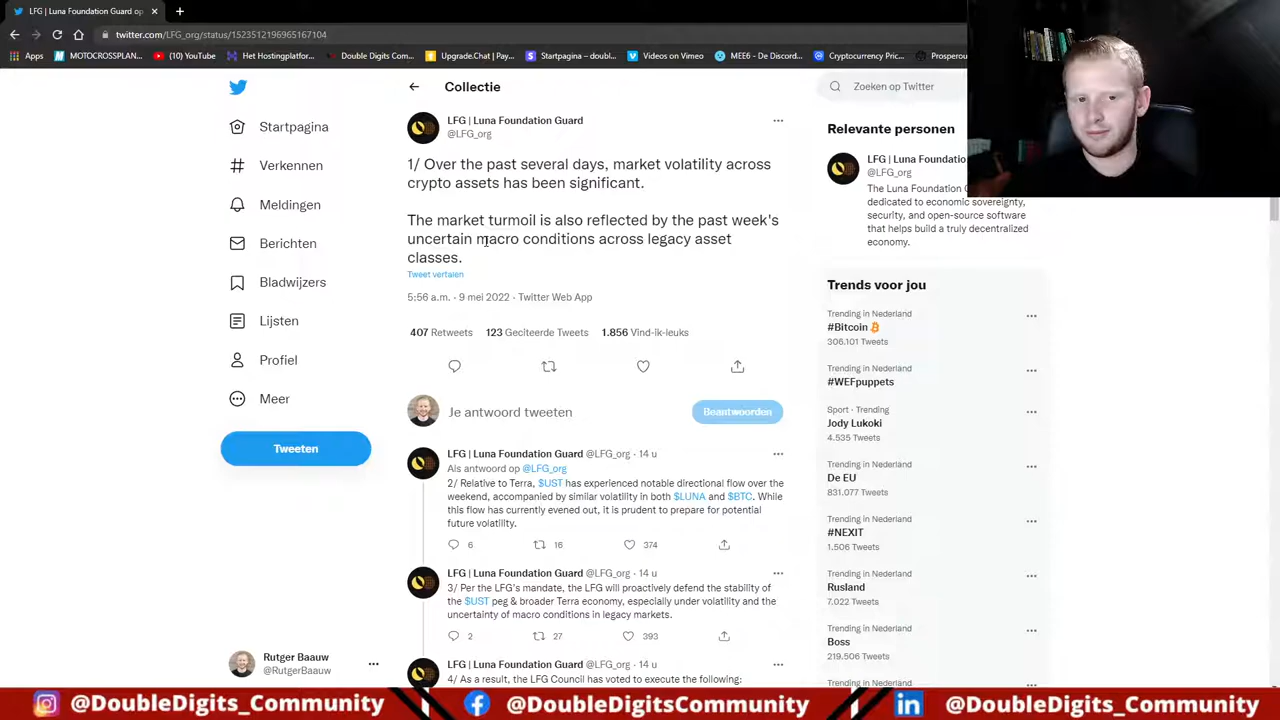 LFG | Luna Foundation Guard op
twitter.com/LFG_org/status/1523512196965167104
Apps
MOTOCROSSPLAN...
(10) YouTube
Het Hostingplatfor...
Double Digits Com...
Upgrade.Chat | Pr...
Startpagina – doubl...
Videos on Vimeo
MEE6 - De Discord...
Cryptocurrency Pric...
Prosperou
Startpagina
Verkennen
Meldingen
Berichten
Bladwijzers
Lijsten
Profiel
Meer
Tweeten
Rutger Baauw
@RutgerBaauw
Collectie
LFG | Luna Foundation Guard
@LFG_org
1/ Over the past several days, market volatility across
crypto assets has been significant.
The market turmoil is also reflected by the past week's
uncertain macro conditions across legacy asset
classes.
Tweet vertalen
5:56 a.m. · 9 mei 2022 · Twitter Web App
407 Retweets 123 Geciteerde Tweets 1.856 Vind-ik-leuks
Je antwoord tweeten
Beantwoorden
LFG | Luna Foundation Guard @LFG_org · 14 u
Als antwoord op @LFG_org
2/ Relative to Terra, $UST has experienced notable directional flow over the
weekend, accompanied by similar volatility in both $LUNA and $BTC. While
this flow has currently evened out, it is prudent to prepare for potential
future volatility.
6 16 374
LFG | Luna Foundation Guard @LFG_org · 14 u
3/ Per the LFG's mandate, the LFG will proactively defend the stability of
the $UST peg & broader Terra economy, especially under volatility and the
uncertainty of macro conditions in legacy markets.
2 27 393
LFG | Luna Foundation Guard @LFG_org · 14 u
4/ As a result, the LFG Council has voted to execute the following:
Zoeken op Twitter
Relevante personen
LFG | Luna Foundatio
@LFG_org
The Luna Foundation
dedicated to economic sovereignty,
security, and open-source software
that helps build a truly decentralized
economy.
Trends voor jou
Trending in Nederland
#Bitcoin
306.101 Tweets
Trending in Nederland
#WEFpuppets
Sport · Trending
Jody Lukoki
4.535 Tweets
Trending in Nederland
De EU
831.077 Tweets
Trending in Nederland
#NEXIT
1.506 Tweets
Trending in Nederland
Rusland
7.022 Tweets
Trending in Nederland
Boss
219.506 Tweets
@DoubleDigits_Community
@DoubleDigitsCommunity
@DoubleDigits_Community